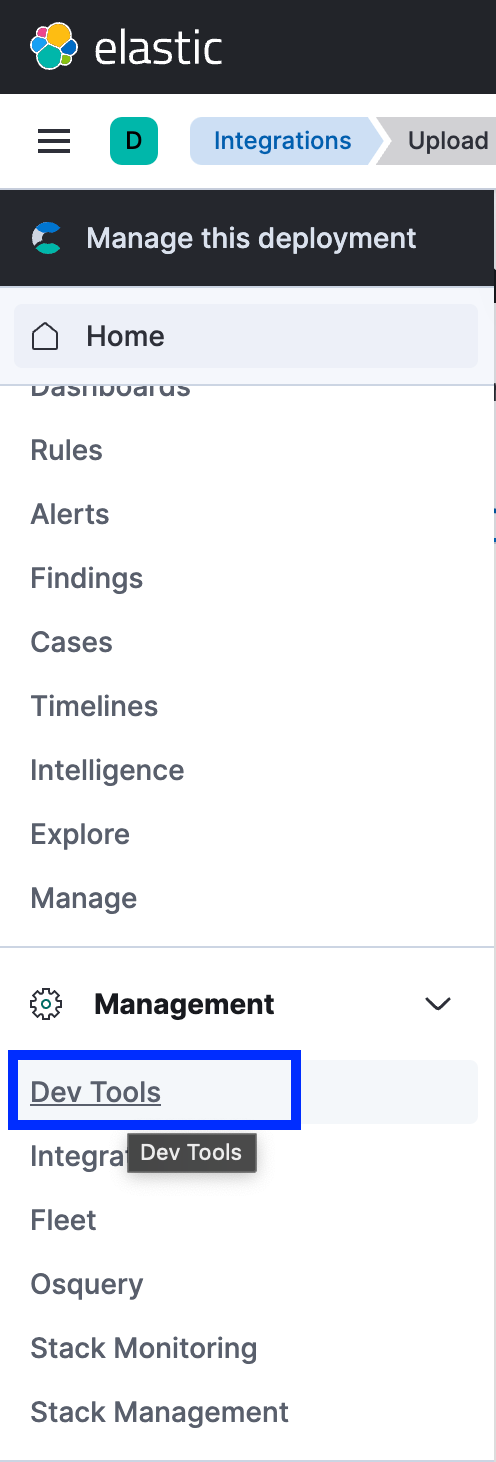 elastic
D Integrations Upload
Manage this deployment
Home
Dashboards
Rules
Alerts
Findings
Cases
Timelines
Intelligence
Explore
Manage
Management
Dev Tools
Dev Tools
Fleet
Osquery
Stack Monitoring
Stack Management